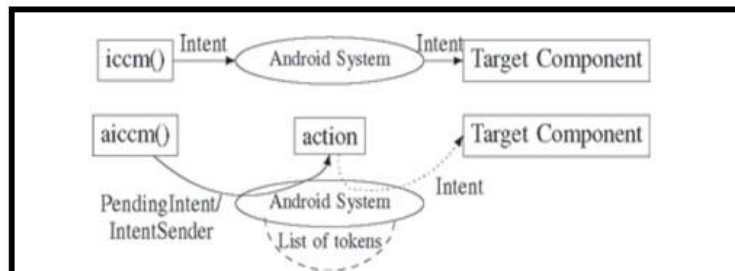 Intent
Intent
iccm()
Android System
Target Component
aiccm()
action
Target Component
Intent
PendingIntent/
IntentSender
Android System
List of tokens